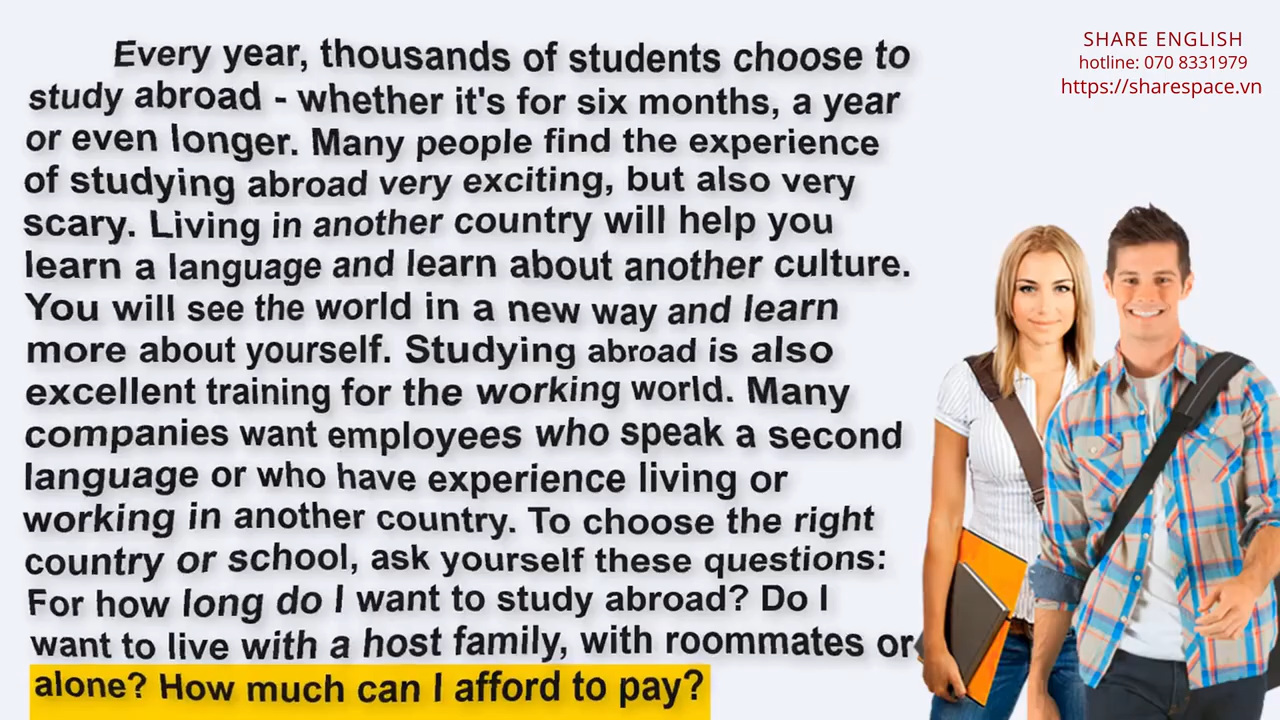 Every year, thousands of students choose to
study abroad - whether it's for six months, a year
or even longer. Many people find the experience
of studying abroad very exciting, but also very
scary. Living in another country will help you
learn a language and learn about another culture.
You will see the world in a new way and learn
more about yourself. Studying abroad is also
excellent training for the working world. Many
companies want employees who speak a second
language or who have experience living or
working in another country. To choose the right
country or school, ask yourself these questions:
For how long do I want to study abroad? Do I
want to live with a host family, with roommates or
alone? How much can I afford to pay?
SHARE ENGLISH
hotline: 070 8331979
https://sharespace.vn